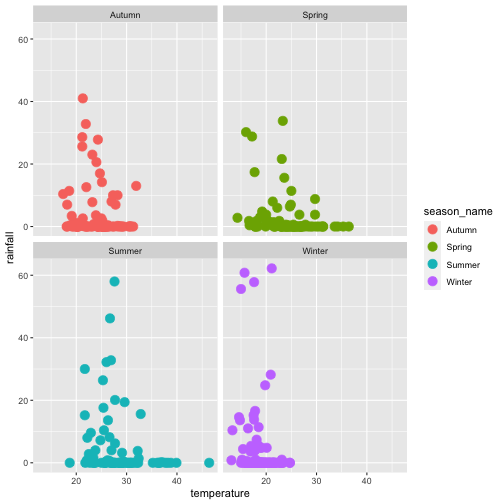 Autumn
Spring
60
40
20
0
rainfall
Summer
Winter
60
40
20
0
20
30
40
20
30
40
temperature
season_name
Autumn
Spring
Summer
Winter